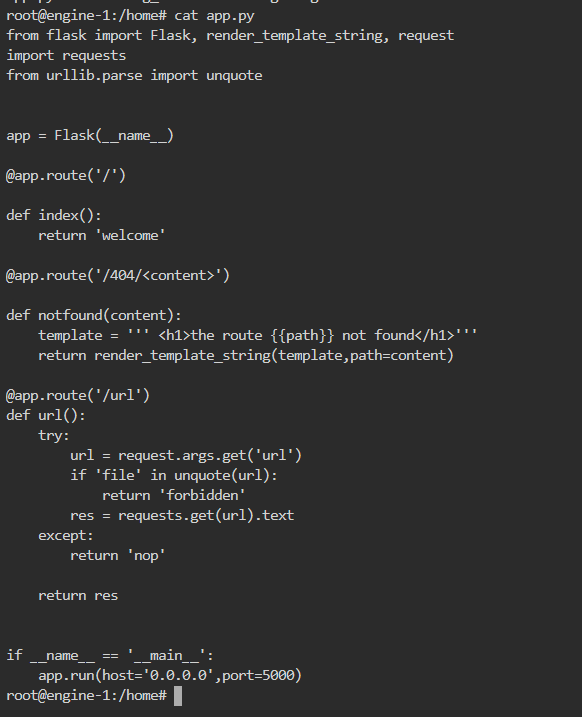 root@engine-1:/home# cat app.py
from flask import Flask, render_template_string, request
import requests
from urllib.parse import unquote
app = Flask(__name__)
@app.route('/')
def index():
    return 'welcome'
@app.route('/404/<content>')
def notfound(content):
    template = ''' <h1>the route {{path}} not found</h1>'''
    return render_template_string(template,path=content)
@app.route('/url')
def url():
    try:
        url = request.args.get('url')
        if 'file' in unquote(url):
            return 'forbidden'
        res = requests.get(url).text
    except:
        return 'nop'
    return res
if __name__ == '__main__':
    app.run(host='0.0.0.0',port=5000)
root@engine-1:/home#